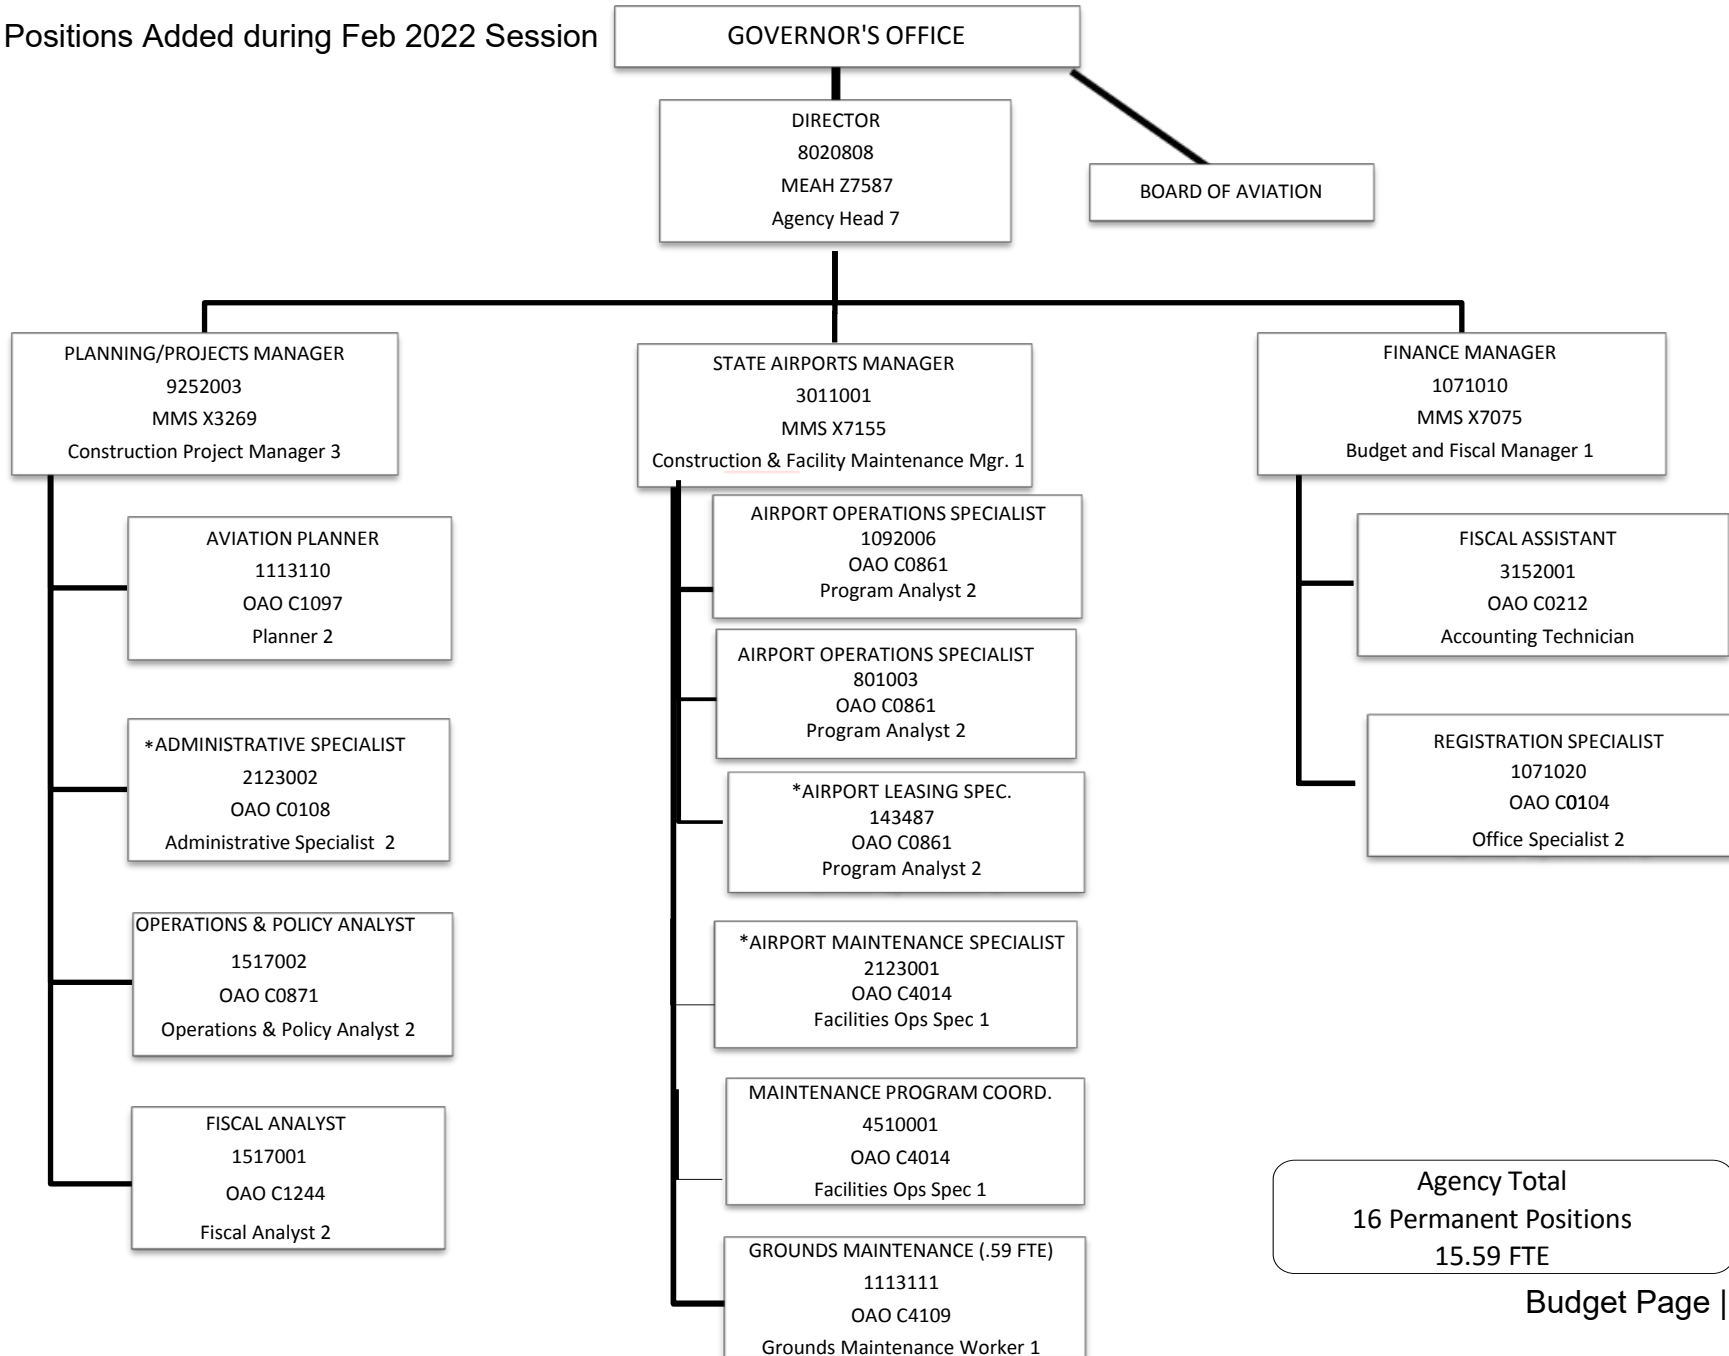 Positions Added during Feb 2022 Session
GOVERNOR'S OFFICE
DIRECTOR
8020808
MEAH Z7587
Agency Head 7
BOARD OF AVIATION
PLANNING/PROJECTS MANAGER
9252003
MMS X3269
Construction Project Manager 3
STATE AIRPORTS MANAGER
3011001
MMS X7155
Construction & Facility Maintenance Mgr. 1
FINANCE MANAGER
1071010
MMS X7075
Budget and Fiscal Manager 1
AVIATION PLANNER
1113110
OAO C1097
Planner 2
*ADMINISTRATIVE SPECIALIST
2123002
OAO C0108
Administrative Specialist 2
OPERATIONS & POLICY ANALYST
1517002
OAO C0871
Operations & Policy Analyst 2
FISCAL ANALYST
1517001
OAO C1244
Fiscal Analyst 2
AIRPORT OPERATIONS SPECIALIST
1092006
OAO C0861
Program Analyst 2
AIRPORT OPERATIONS SPECIALIST
801003
OAO C0861
Program Analyst 2
*AIRPORT LEASING SPEC.
143487
OAO C0861
Program Analyst 2
*AIRPORT MAINTENANCE SPECIALIST
2123001
OAO C4014
Facilities Ops Spec 1
MAINTENANCE PROGRAM COORD.
4510001
OAO C4014
Facilities Ops Spec 1
GROUNDS MAINTENANCE (.59 FTE)
1113111
OAO C4109
Grounds Maintenance Worker 1
FISCAL ASSISTANT
3152001
OAO C0212
Accounting Technician
REGISTRATION SPECIALIST
1071020
OAO C0104
Office Specialist 2
Agency Total
16 Permanent Positions
15.59 FTE
Budget Page |